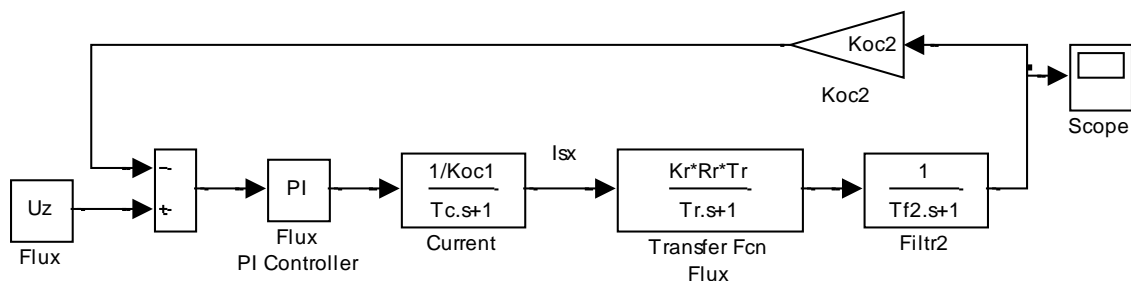 Koc2
Koc2
Scope
Uz
Flux
−
+
PI
Flux
PI Controller
1/Koc1
Tc.s+1
Current
Isx
Kr*Rr*Tr
Tr.s+1
Transfer Fcn
Flux
1
Tf2.s+1
Filtr2